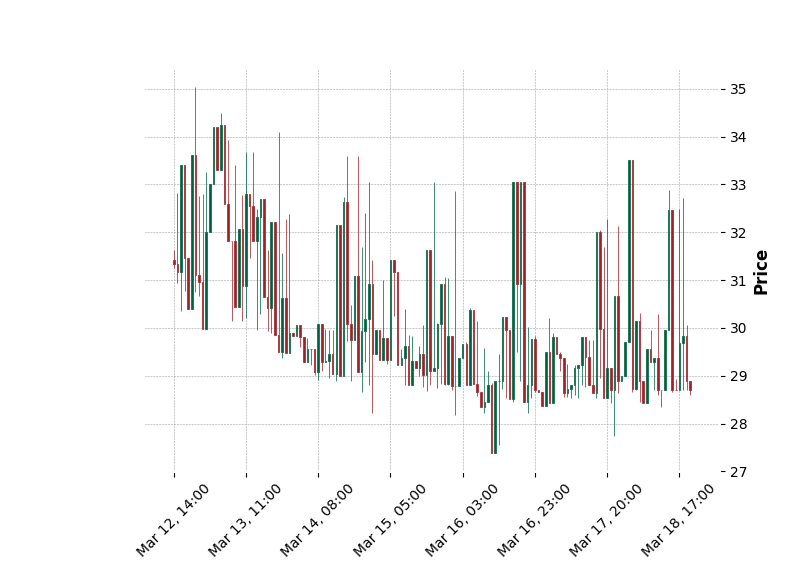 35
34
33
32
31
30
29
28
27
Price
Mar 12, 14:00
Mar 13, 11:00
Mar 14, 08:00
Mar 15, 05:00
Mar 16, 03:00
Mar 16, 23:00
Mar 17, 20:00
Mar 18, 17:00